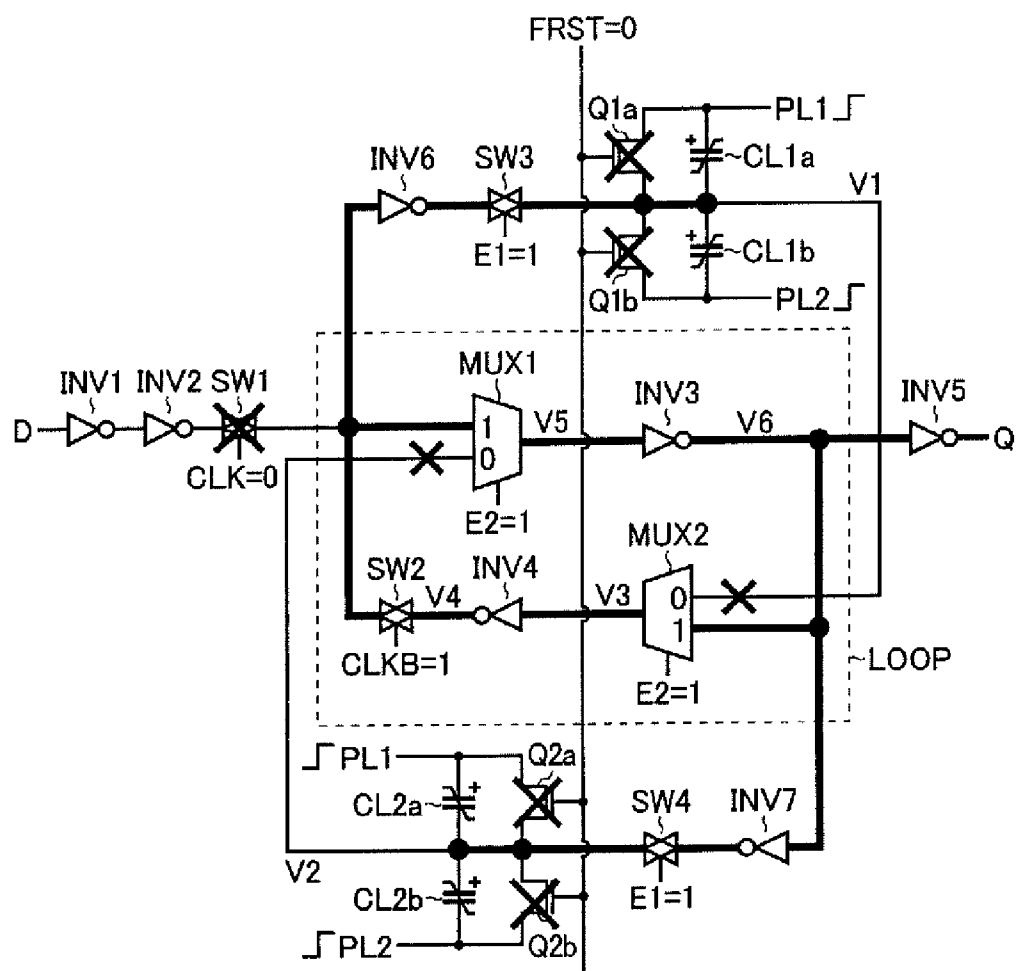 FRST=0
Q1a
PL1
INV6
SW3
CL1a
V1
E1=1
CL1b
Q1b
PL2
MUX1
INV1
INV2
SW1
INV3
INV5
V5
V6
D
1
0
Q
CLK=0
E2=1
MUX2
SW2
INV4
V4
V3
0
1
CLKB=1
LOOP
E2=1
PL1
Q2a
CL2a
SW4
INV7
V2
CL2b
E1=1
PL2
Q2b